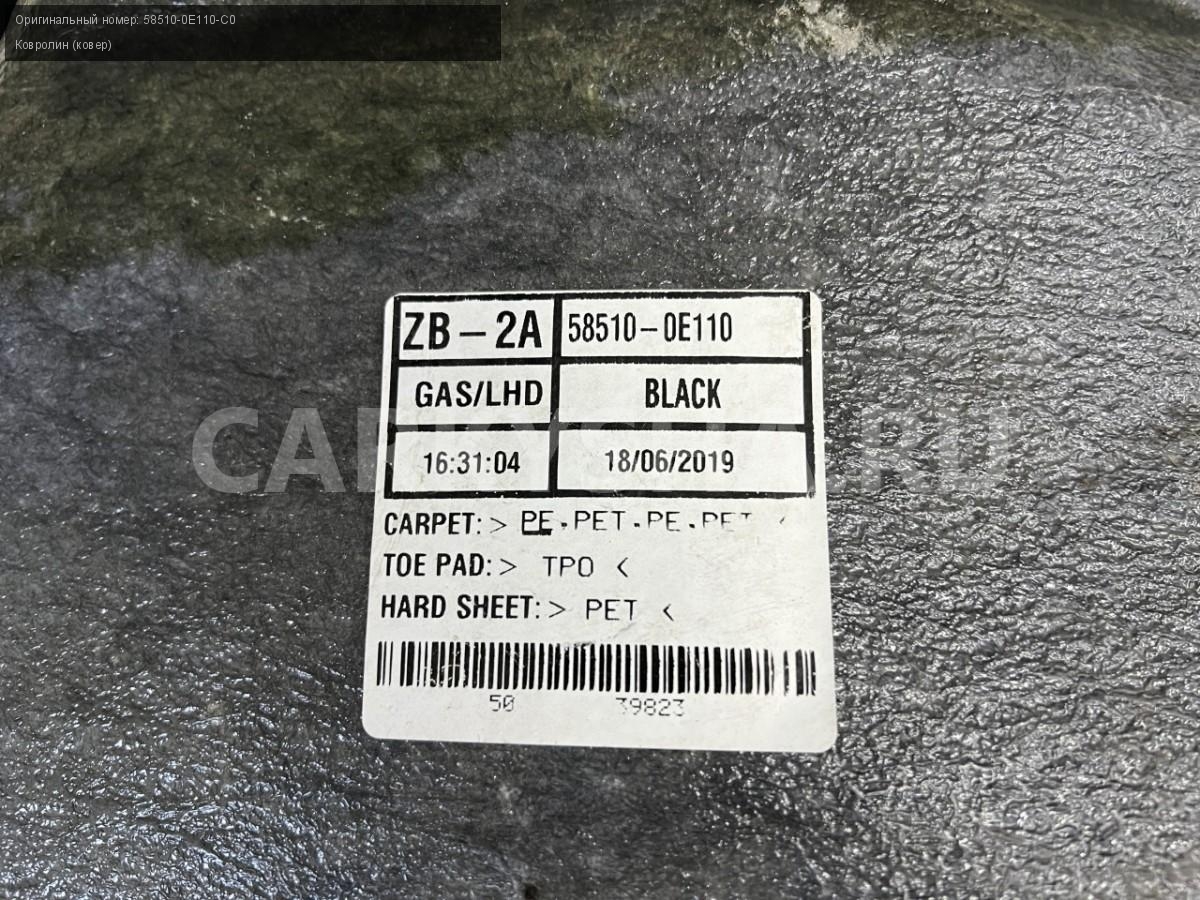 Оригинальный номер: 58510-0E110-C0
Ковролин (ковер)
ZB-2A 58510-0E110
GAS/LHD BLACK
16:31:04 18/06/2019
CARPET: > PE.PET.PE.PET <
TOE PAD: > TPO <
HARD SHEET: > PET <
50 39823